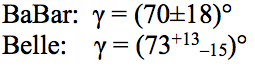 BaBar: γ = (70±18)°
Belle: γ = (73⁺¹³₋₁₅)°